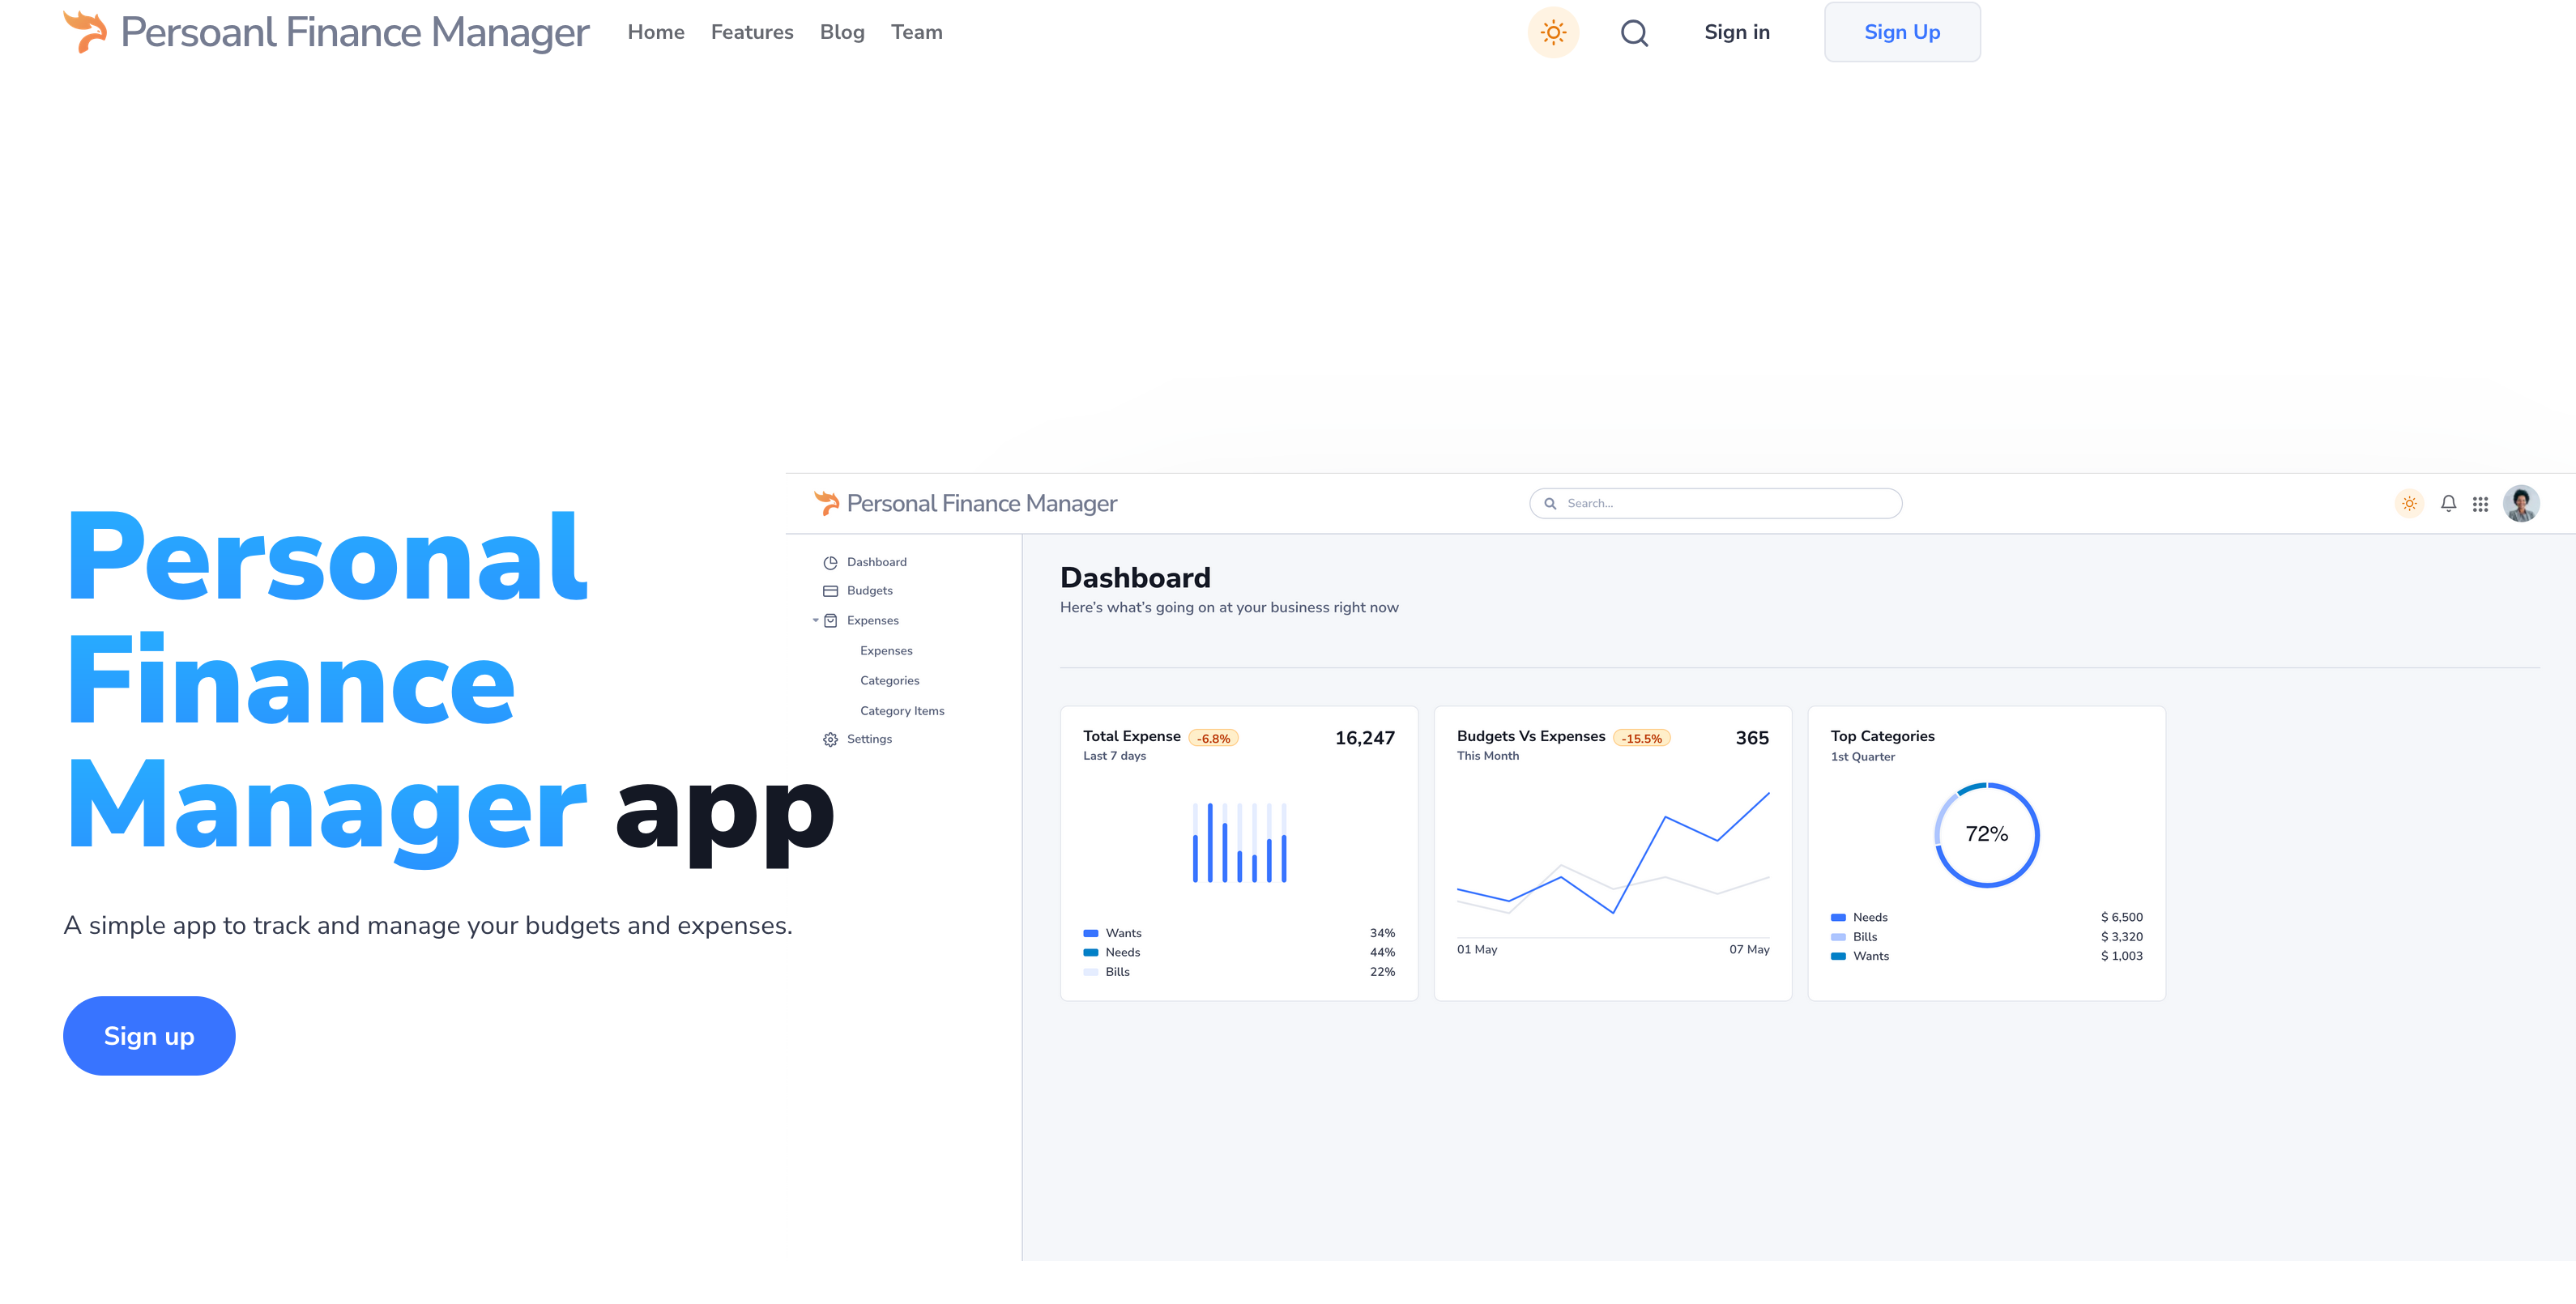 Persoanl Finance Manager Home Features Blog Team Sign in Sign Up
Personal
Finance
Manager app
A simple app to track and manage your budgets and expenses.
Sign up
Personal Finance Manager Search...
Dashboard
Budgets
Expenses
Expenses
Categories
Category Items
Settings
Dashboard
Here's what's going on at your business right now
Total Expense -6.8% 16,247
Last 7 days
Wants 34%
Needs 44%
Bills 22%
Budgets Vs Expenses -15.5% 365
This Month
01 May 07 May
Top Categories
1st Quarter
72%
Needs $ 6,500
Bills $ 3,320
Wants $ 1,003